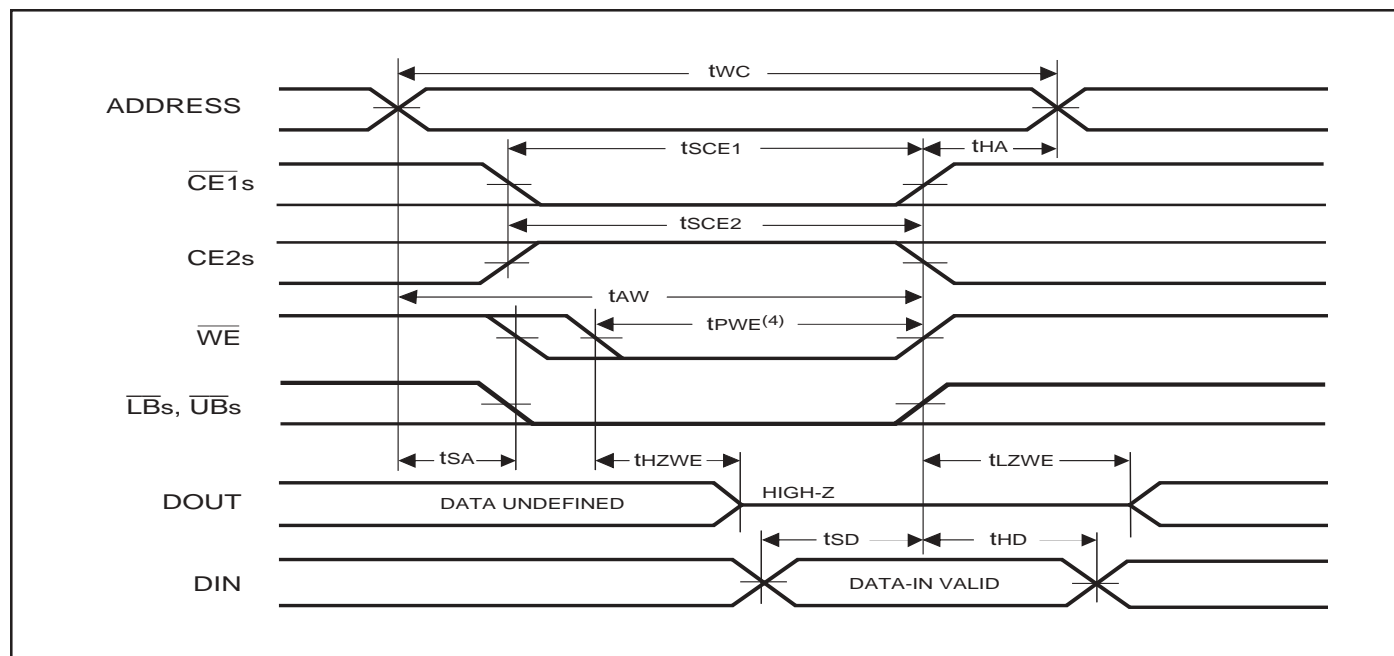 tWC
ADDRESS
tSCE1
tHA
CE1s
tSCE2
CE2s
tAW
tPWE(4)
WE
LBs, UBs
tSA
tHZWE
tLZWE
DOUT
DATA UNDEFINED
HIGH-Z
tSD
tHD
DIN
DATA-IN VALID